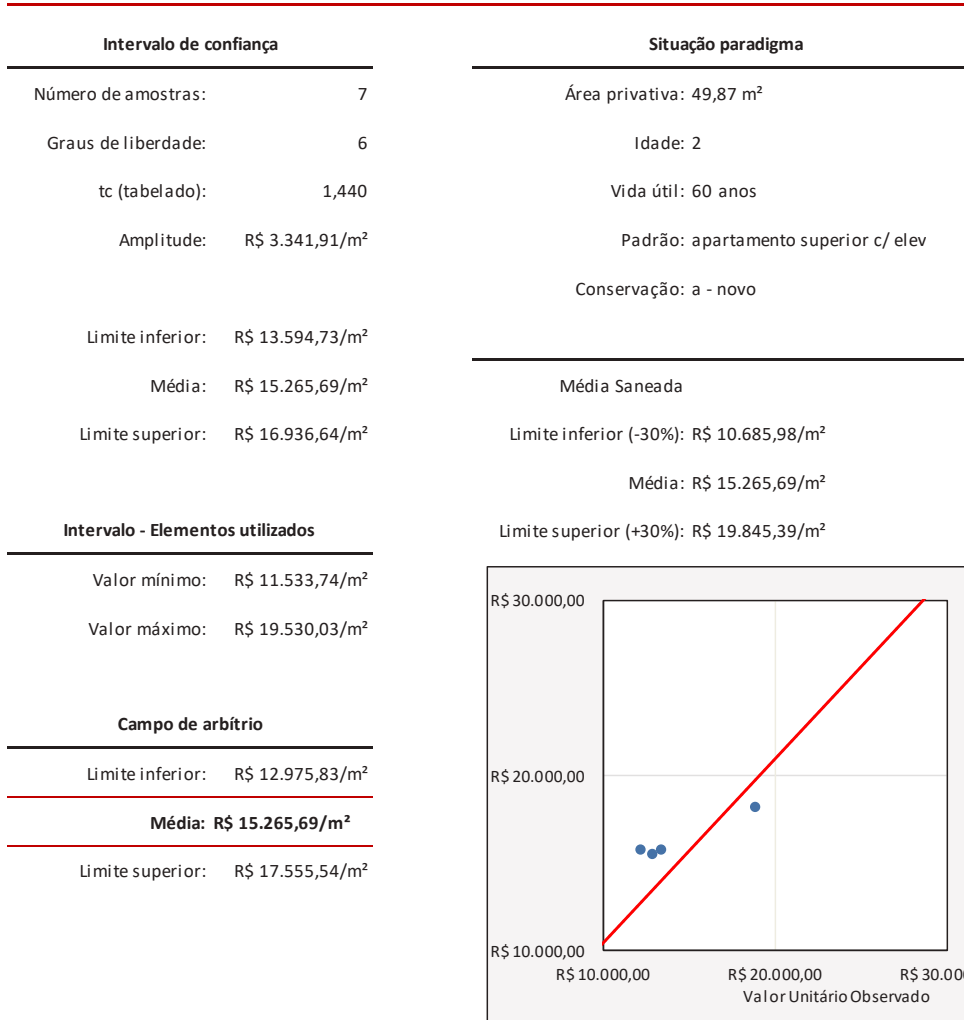 Intervalo de confiança
Número de amostras: 7
Graus de liberdade: 6
tc (tabelado): 1,440
Amplitude: R$ 3.341,91/m²
Limite inferior: R$ 13.594,73/m²
Média: R$ 15.265,69/m²
Limite superior: R$ 16.936,64/m²
Intervalo - Elementos utilizados
Valor mínimo: R$ 11.533,74/m²
Valor máximo: R$ 19.530,03/m²
Campo de arbítrio
Limite inferior: R$ 12.975,83/m²
Média: R$ 15.265,69/m²
Limite superior: R$ 17.555,54/m²
Situação paradigma
Área privativa: 49,87 m²
Idade: 2
Vida útil: 60 anos
Padrão: apartamento superior c/ elev
Conservação: a - novo
Média Saneada
Limite inferior (-30%): R$ 10.685,98/m²
Média: R$ 15.265,69/m²
Limite superior (+30%): R$ 19.845,39/m²
R$ 30.000,00
R$ 20.000,00
R$ 10.000,00
R$ 10.000,00 R$ 20.000,00 R$ 30.00
Valor Unitário Observado